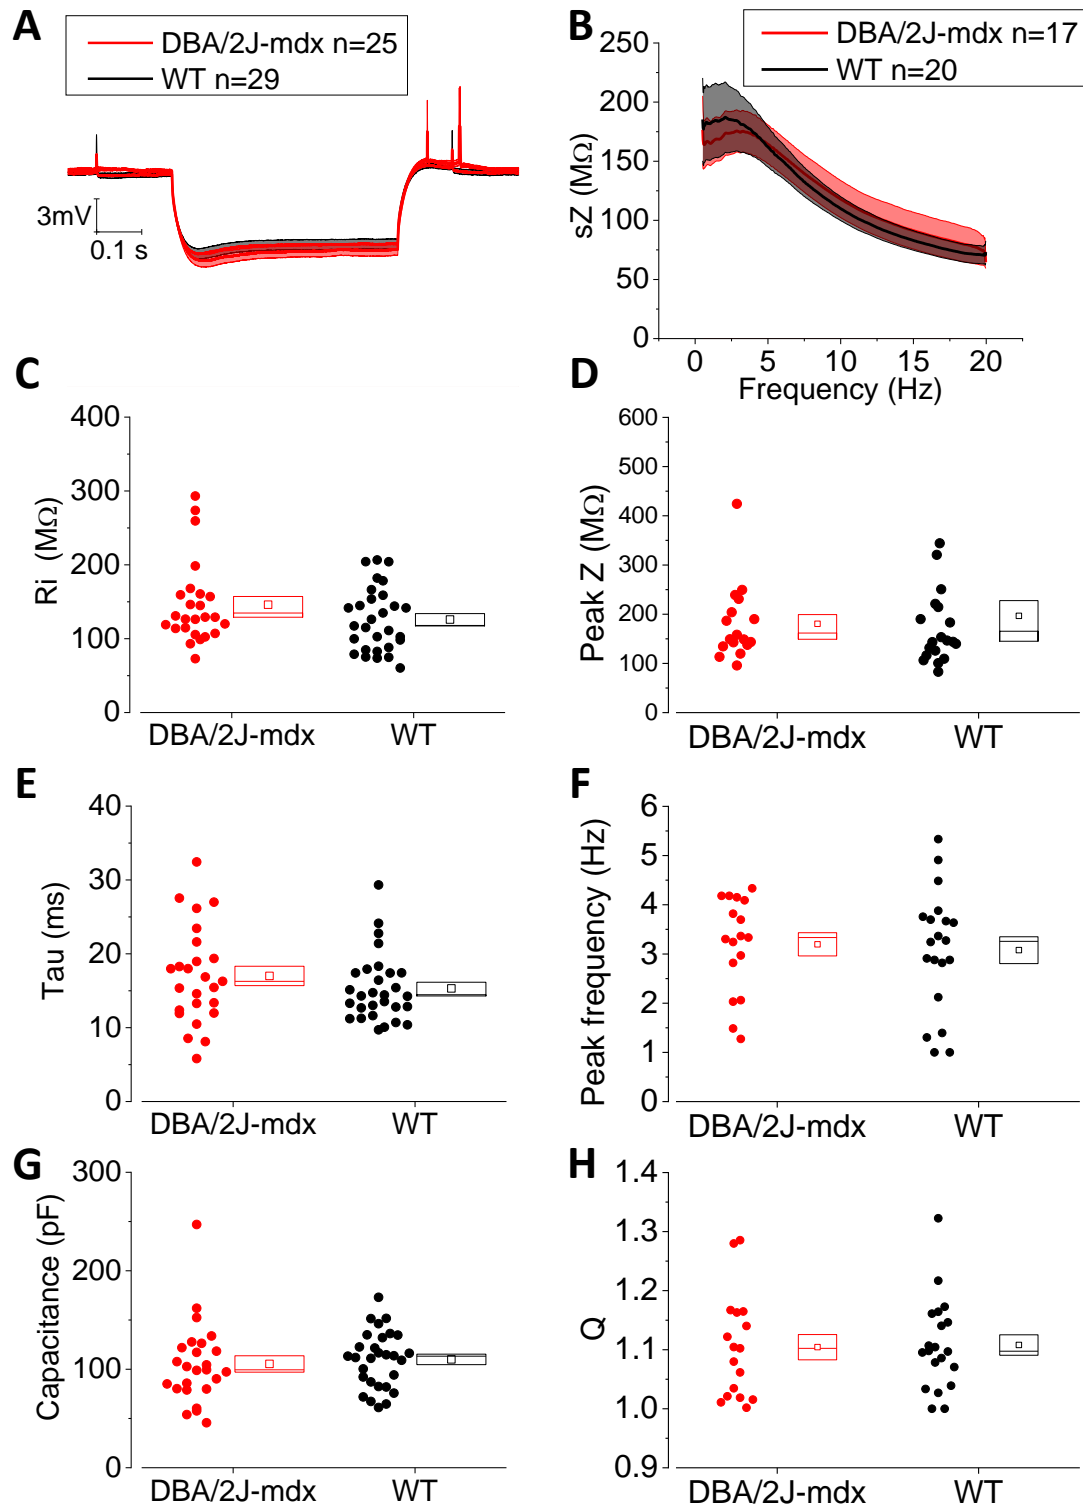 A
DBA/2J-mdx n=25
WT n=29
3mV
0.1 s
B
DBA/2J-mdx n=17
WT n=20
sZ (MΩ)
250
200
150
100
50
0
0 5 10 15 20
Frequency (Hz)
C
Ri (MΩ)
400
300
200
100
0
DBA/2J-mdx WT
D
Peak Z (MΩ)
600
500
400
300
200
100
0
DBA/2J-mdx WT
E
Tau (ms)
40
30
20
10
0
DBA/2J-mdx WT
F
Peak frequency (Hz)
6
5
4
3
2
1
0
DBA/2J-mdx WT
G
Capacitance (pF)
300
200
100
0
DBA/2J-mdx WT
H
Q
1.4
1.3
1.2
1.1
1.0
0.9
DBA/2J-mdx WT